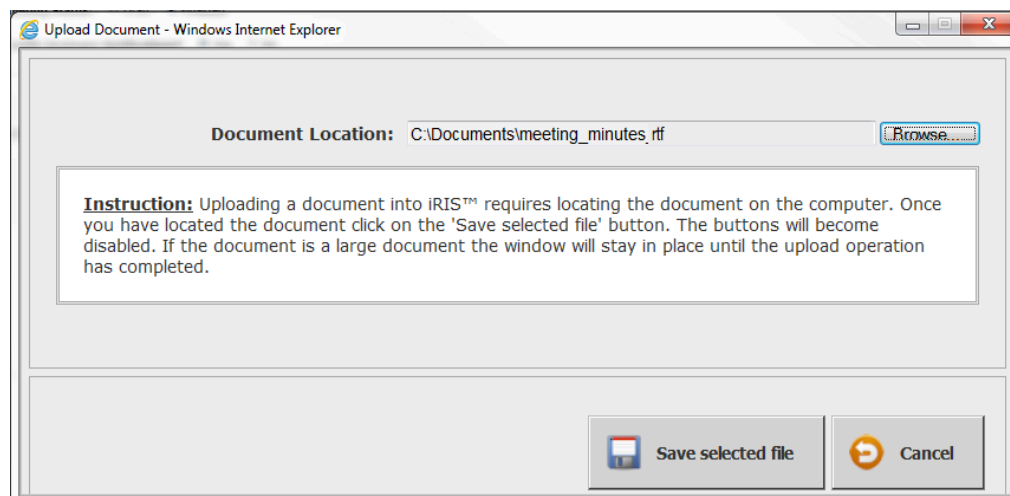 Upload Document - Windows Internet Explorer
Document Location: C:\Documents\meeting_minutes.rtf Browse......
Instruction: Uploading a document into iRIS™ requires locating the document on the computer. Once
you have located the document click on the 'Save selected file' button. The buttons will become
disabled. If the document is a large document the window will stay in place until the upload operation
has completed.
Save selected file Cancel